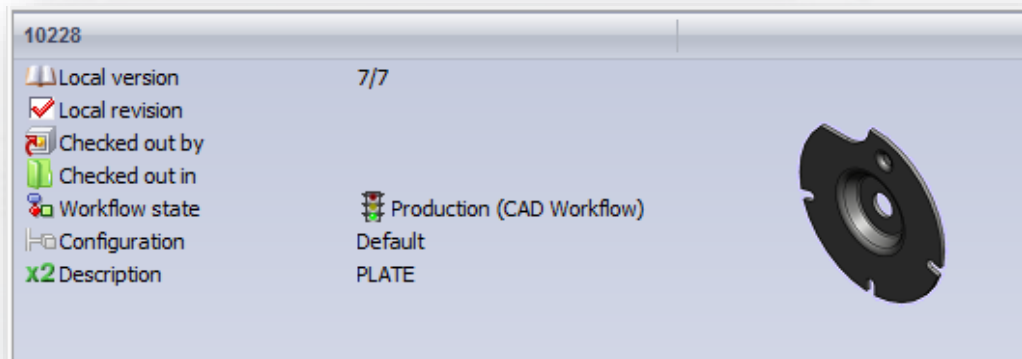 10228
Local version 7/7
Local revision
Checked out by
Checked out in
Workflow state Production (CAD Workflow)
Configuration Default
x2 Description PLATE